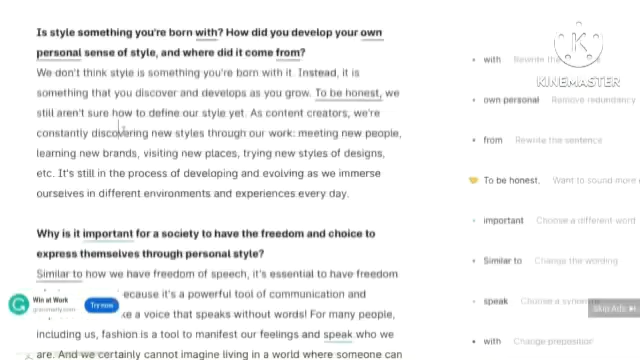 Is style something you're born with? How did you develop your own
personal sense of style, and where did it come from?
We don't think style is something you're born with it. Instead, it is
something that you discover and develops as you grow. To be honest, we
still aren't sure how to define our style yet. As content creators, we're
constantly discovering new styles through our work: meeting new people,
learning new brands, visiting new places, trying new styles of designs,
etc. It's still in the process of developing and evolving as we immerse
ourselves in different environments and experiences every day.
Why is it important for a society to have the freedom and choice to
express themselves through personal style?
Similar to how we have freedom of speech, it's essential to have freedom
ecause it's a powerful tool of communication and
ke a voice that speaks without words! For many people,
including us, fashion is a tool to manifest our feelings and speak who we
are. And we certainly cannot imagine living in a world where someone can
Win at Work
grammarly.com
Try now
K
KINEMASTER
with Rewrite the
own personal Remove redundancy
from Rewrite the sentence
To be honest. Want to sound more
important Choose a different word
Similar to Change the wording
speak Choose a synonym
Skip Ads
with Change preposition